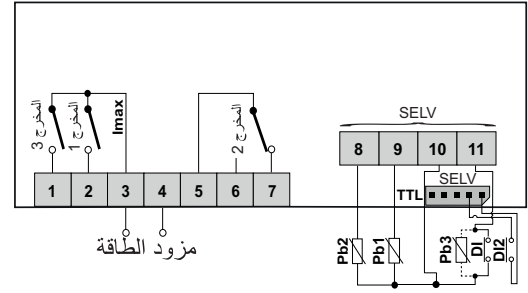 SELV
المخرج 3
المخرج 1
Imax
المخرج 2
8 9 10 11
SELV
1 2 3 4 5 6 7
TTL
مزود الطاقة
Pb2
Pb1
Pb3
DI
DI2